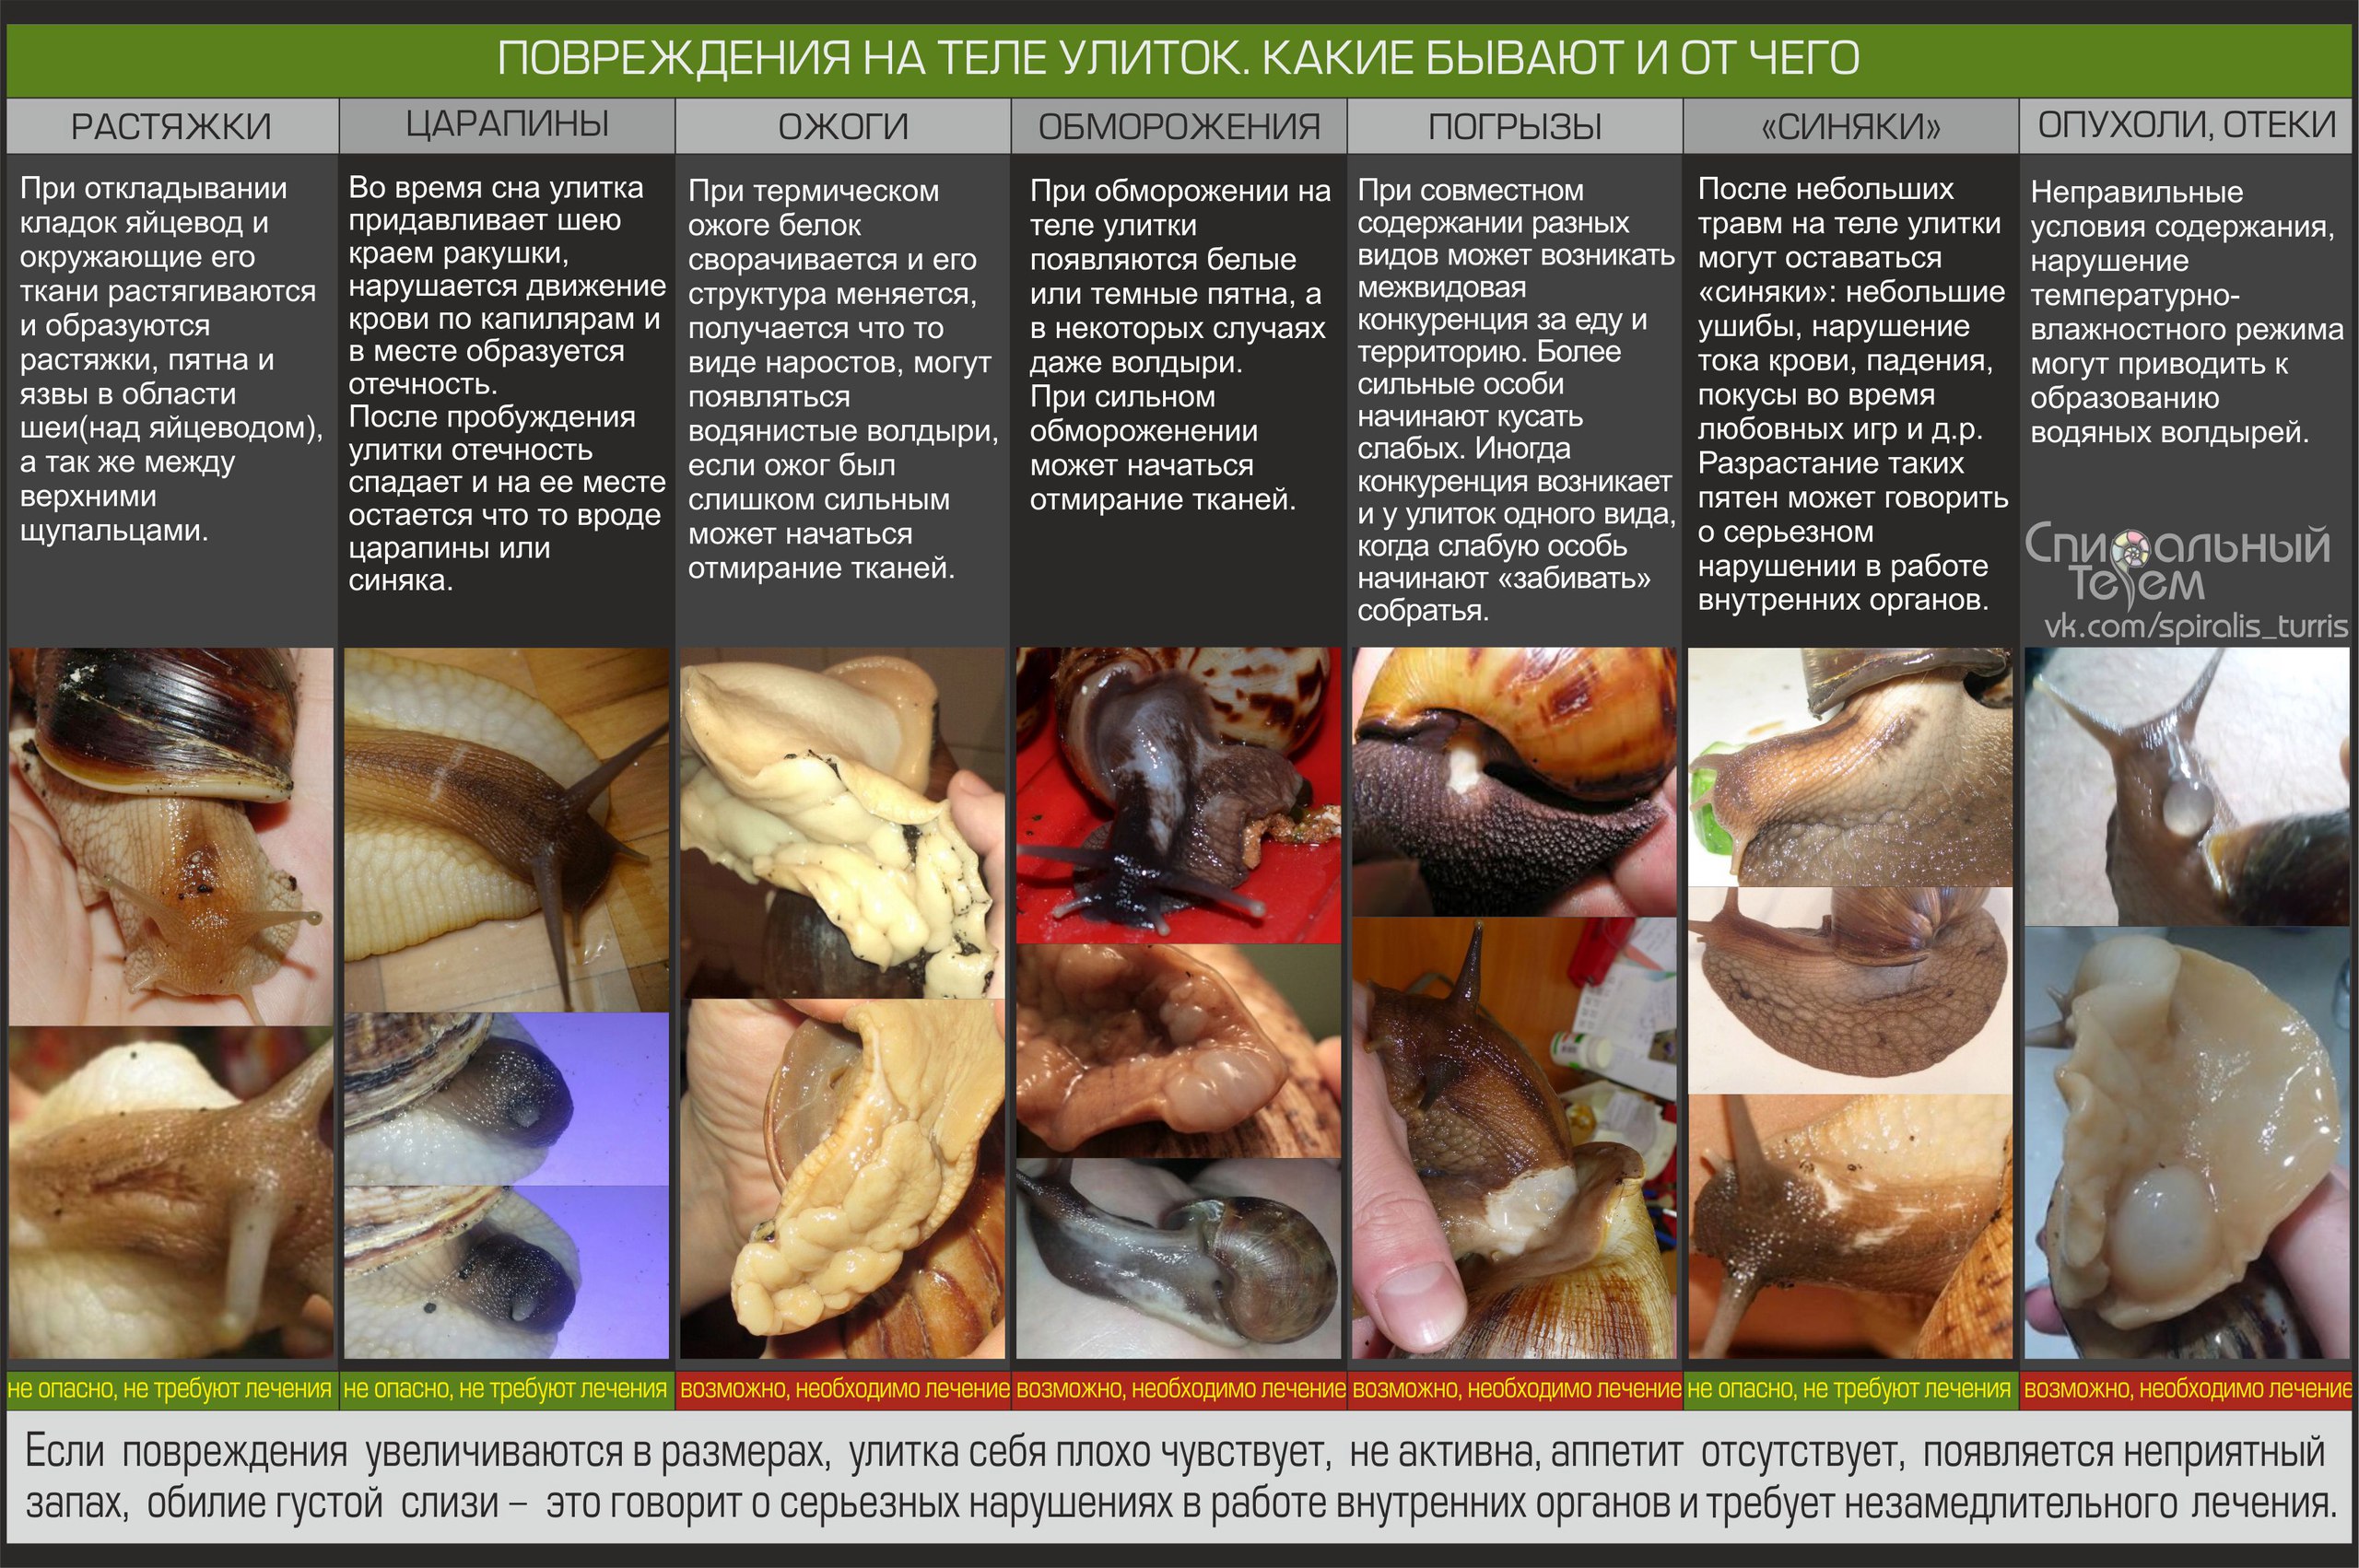 ПОВРЕЖДЕНИЯ НА ТЕЛЕ УЛИТОК. КАКИЕ БЫВАЮТ И ОТ ЧЕГО
РАСТЯЖКИ
При откладывании
кладок яйцевод и
окружающие его
ткани растягиваются
и образуются
растяжки, пятна и
язвы в области
шеи(над яйцеводом),
а так же между
верхними
щупальцами.
не опасно, не требуют лечения
ЦАРАПИНЫ
Во время сна улитка
придавливает шею
краем ракушки,
нарушается движение
крови по капилярам и
в месте образуется
отечность.
После пробуждения
улитки отечность
спадает и на ее месте
остается что то вроде
царапины или
синяка.
не опасно, не требуют лечения
ОЖОГИ
При термическом
ожоге белок
сворачивается и его
структура меняется,
получается что то
виде наростов, могут
появляться
водянистые волдыри,
если ожог был
слишком сильным
может начаться
отмирание тканей.
возможно, необходимо лечение
ОБМОРОЖЕНИЯ
При обморожении на
теле улитки
появляются белые
или темные пятна, а
в некоторых случаях
даже волдыри.
При сильном
обмороженении
может начаться
отмирание тканей.
возможно, необходимо лечение
ПОГРЫЗЫ
При совместном
содержании разных
видов может возникать
межвидовая
конкуренция за еду и
территорию. Более
сильные особи
начинают кусать
слабых. Иногда
конкуренция возникает
и у улиток одного вида,
когда слабую особь
начинают «забивать»
собратья.
возможно, необходимо лечение
«СИНЯКИ»
После небольших
травм на теле улитки
могут оставаться
«синяки»: небольшие
ушибы, нарушение
тока крови, падения,
покусы во время
любовных игр и д.р.
Разрастание таких
пятен может говорить
о серьезном
нарушении в работе
внутренних органов.
не опасно, не требуют лечения
ОПУХОЛИ, ОТЕКИ
Неправильные
условия содержания,
нарушение
температурно-
влажностного режима
могут приводить к
образованию
водяных волдырей.
Спиральный
Терем
vk.com/spiralis_turris
возможно, необходимо лечение
Если повреждения увеличиваются в размерах, улитка себя плохо чувствует, не активна, аппетит отсутствует, появляется неприятный
запах, обилие густой слизи – это говорит о серьезных нарушениях в работе внутренних органов и требует незамедлительного лечения.